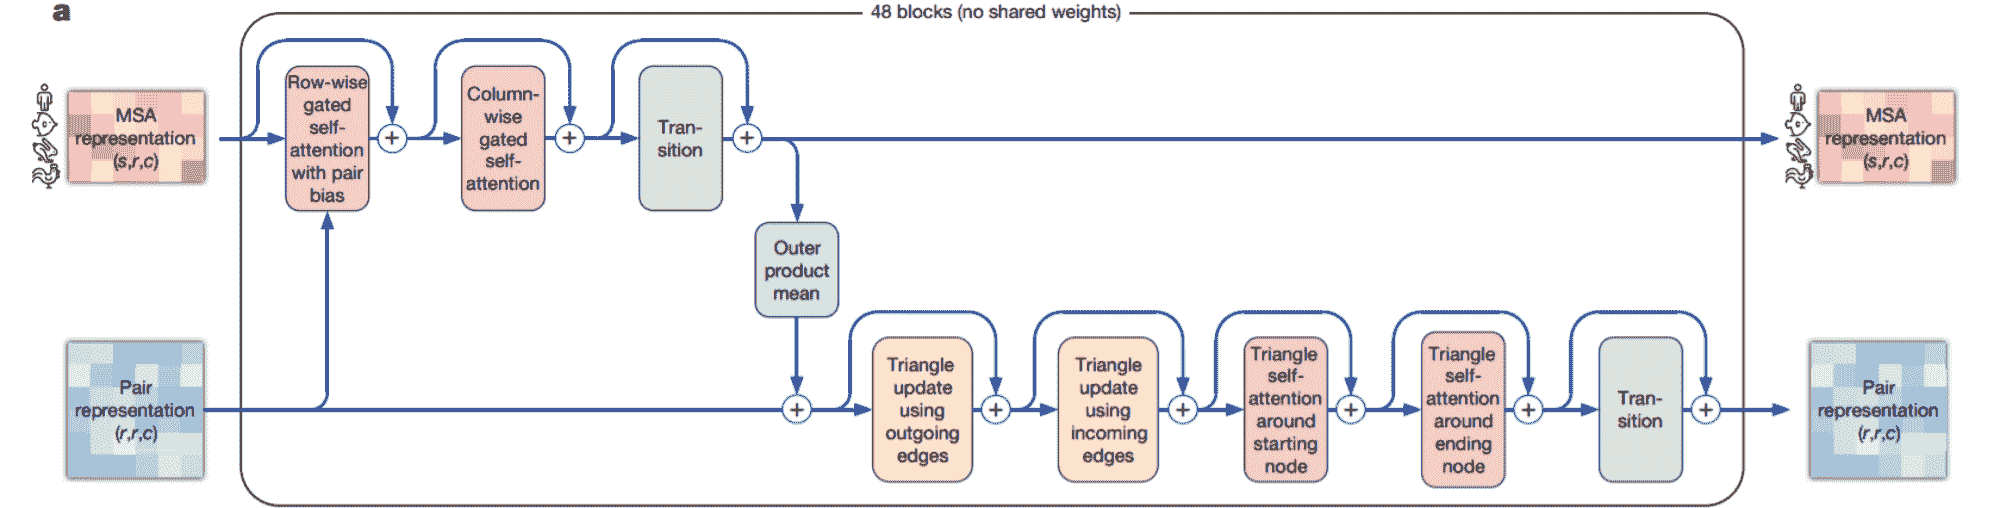 a
48 blocks (no shared weights)
MSA
representation
(s,r,c)
Row-wise
gated
self-
attention
with pair
bias
+
Column-
wise
gated
self-
attention
+
Tran-
sition
+
MSA
representation
(s,r,c)
Outer
product
mean
Pair
representation
(r,r,c)
+
Triangle
update
using
outgoing
edges
+
Triangle
update
using
incoming
edges
+
Triangle
self-
attention
around
starting
node
+
Triangle
self-
attention
around
ending
node
+
Tran-
sition
+
Pair
representation
(r,r,c)